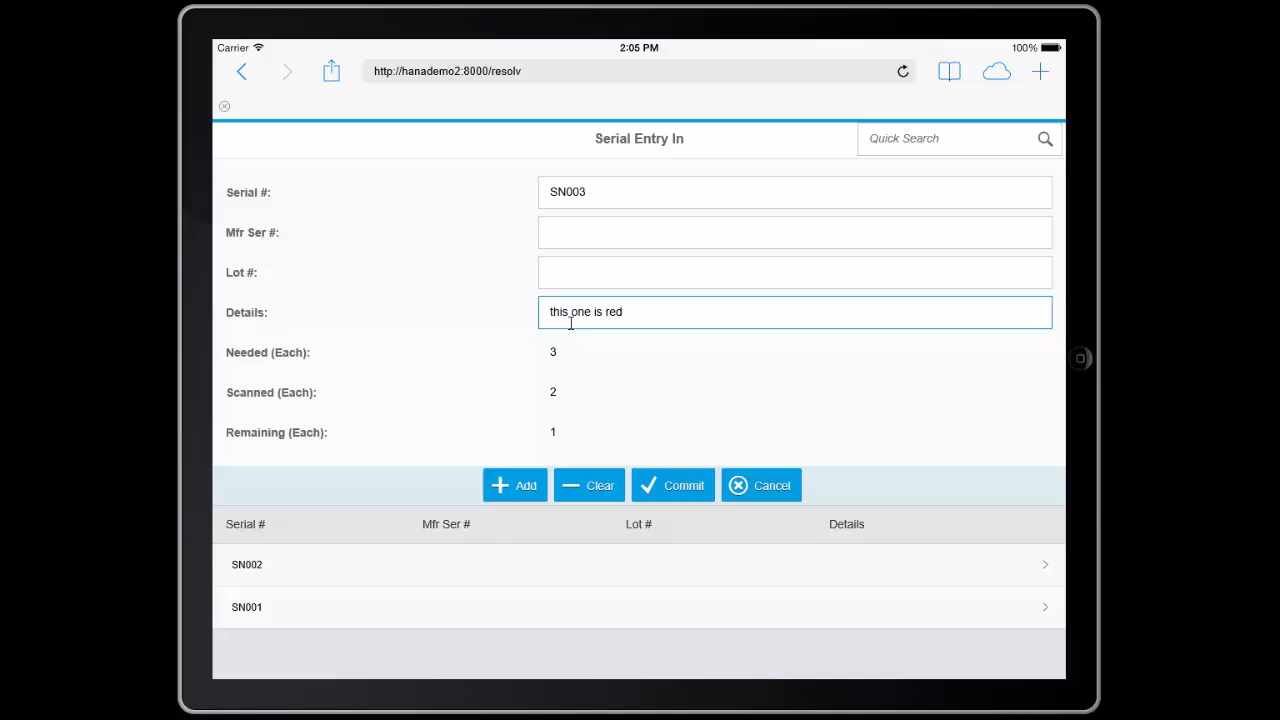 Carrier
2:05 PM
100%
http://hanademo2:8000/resolv
Serial Entry In
Quick Search
Serial #:
SN003
Mfr Ser #:
Lot #:
Details:
this one is red
Needed (Each):
3
Scanned (Each):
2
Remaining (Each):
1
Add
Clear
Commit
Cancel
Serial #
Mfr Ser #
Lot #
Details
SN002
SN001